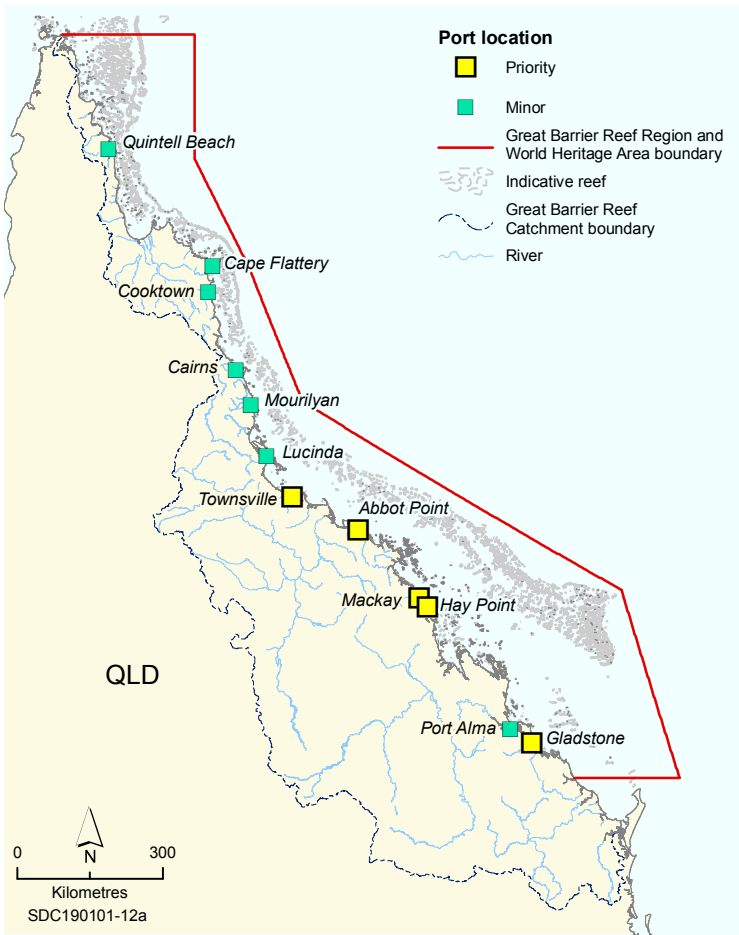 Port location
Priority
Minor
Great Barrier Reef Region and
World Heritage Area boundary
Indicative reef
Great Barrier Reef
Catchment boundary
River
Quintell Beach
Cape Flattery
Cooktown
Cairns
Mourilyan
Lucinda
Townsville
Abbot Point
Mackay
Hay Point
QLD
Port Alma
Gladstone
0 300
N
Kilometres
SDC190101-12a